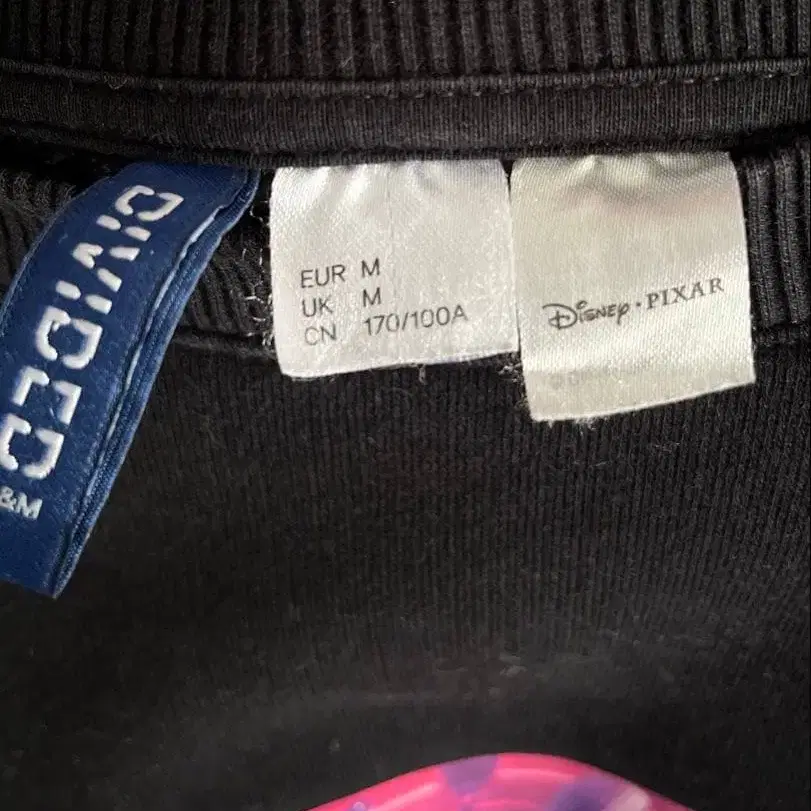 DIVIDED
&M
EUR M
UK M
CN 170/100A
Disney · PIXAR